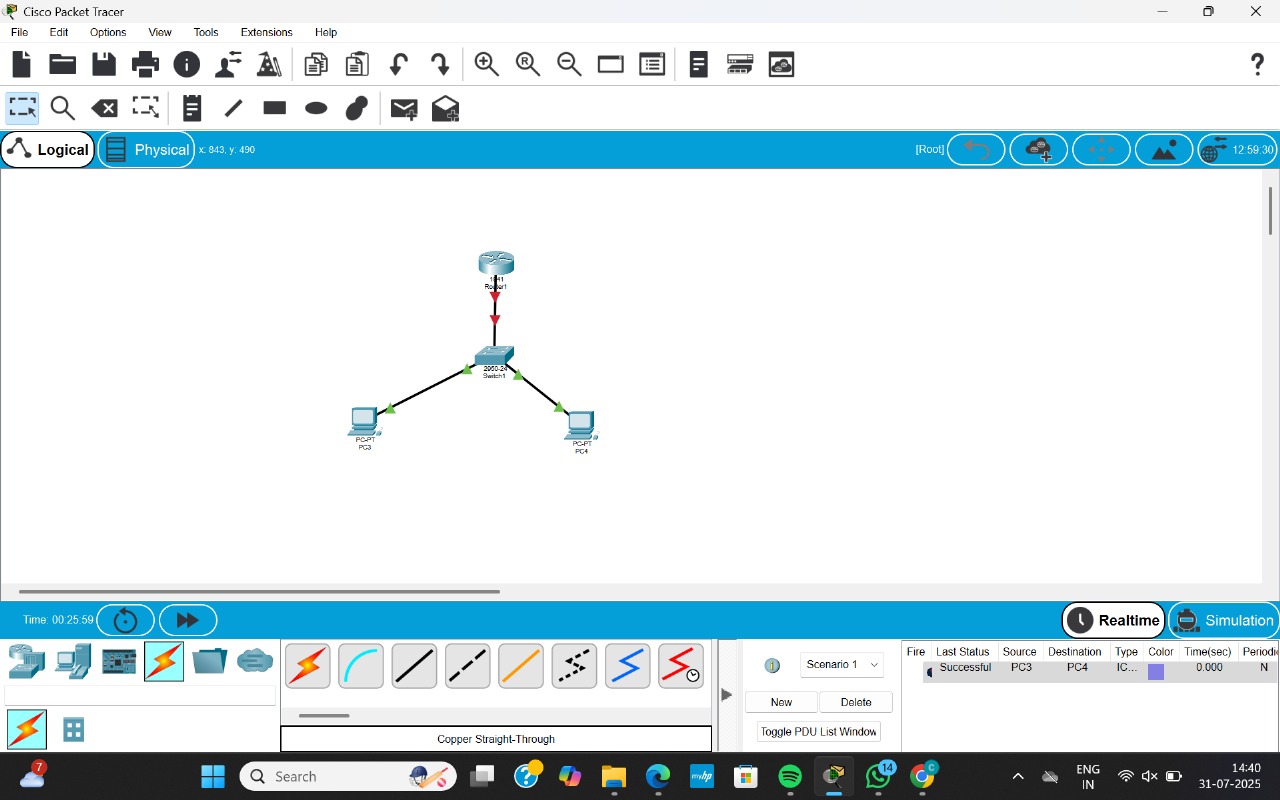 Cisco Packet Tracer
File Edit Options View Tools Extensions Help
Logical Physical x: 843, y: 490 [Root] 12:59:30
1941
Router1
2950-24
Switch1
PC-PT
PC3
PC-PT
PC4
Time: 00:25:59 Realtime Simulation
Scenario 1
New Delete
Toggle PDU List Window
Fire Last Status Source Destination Type Color Time(sec) Periodic
Successful PC3 PC4 IC... 0.000 N
Copper Straight-Through
7
Search
myhp
14
C
ENG
IN
14:40
31-07-2025